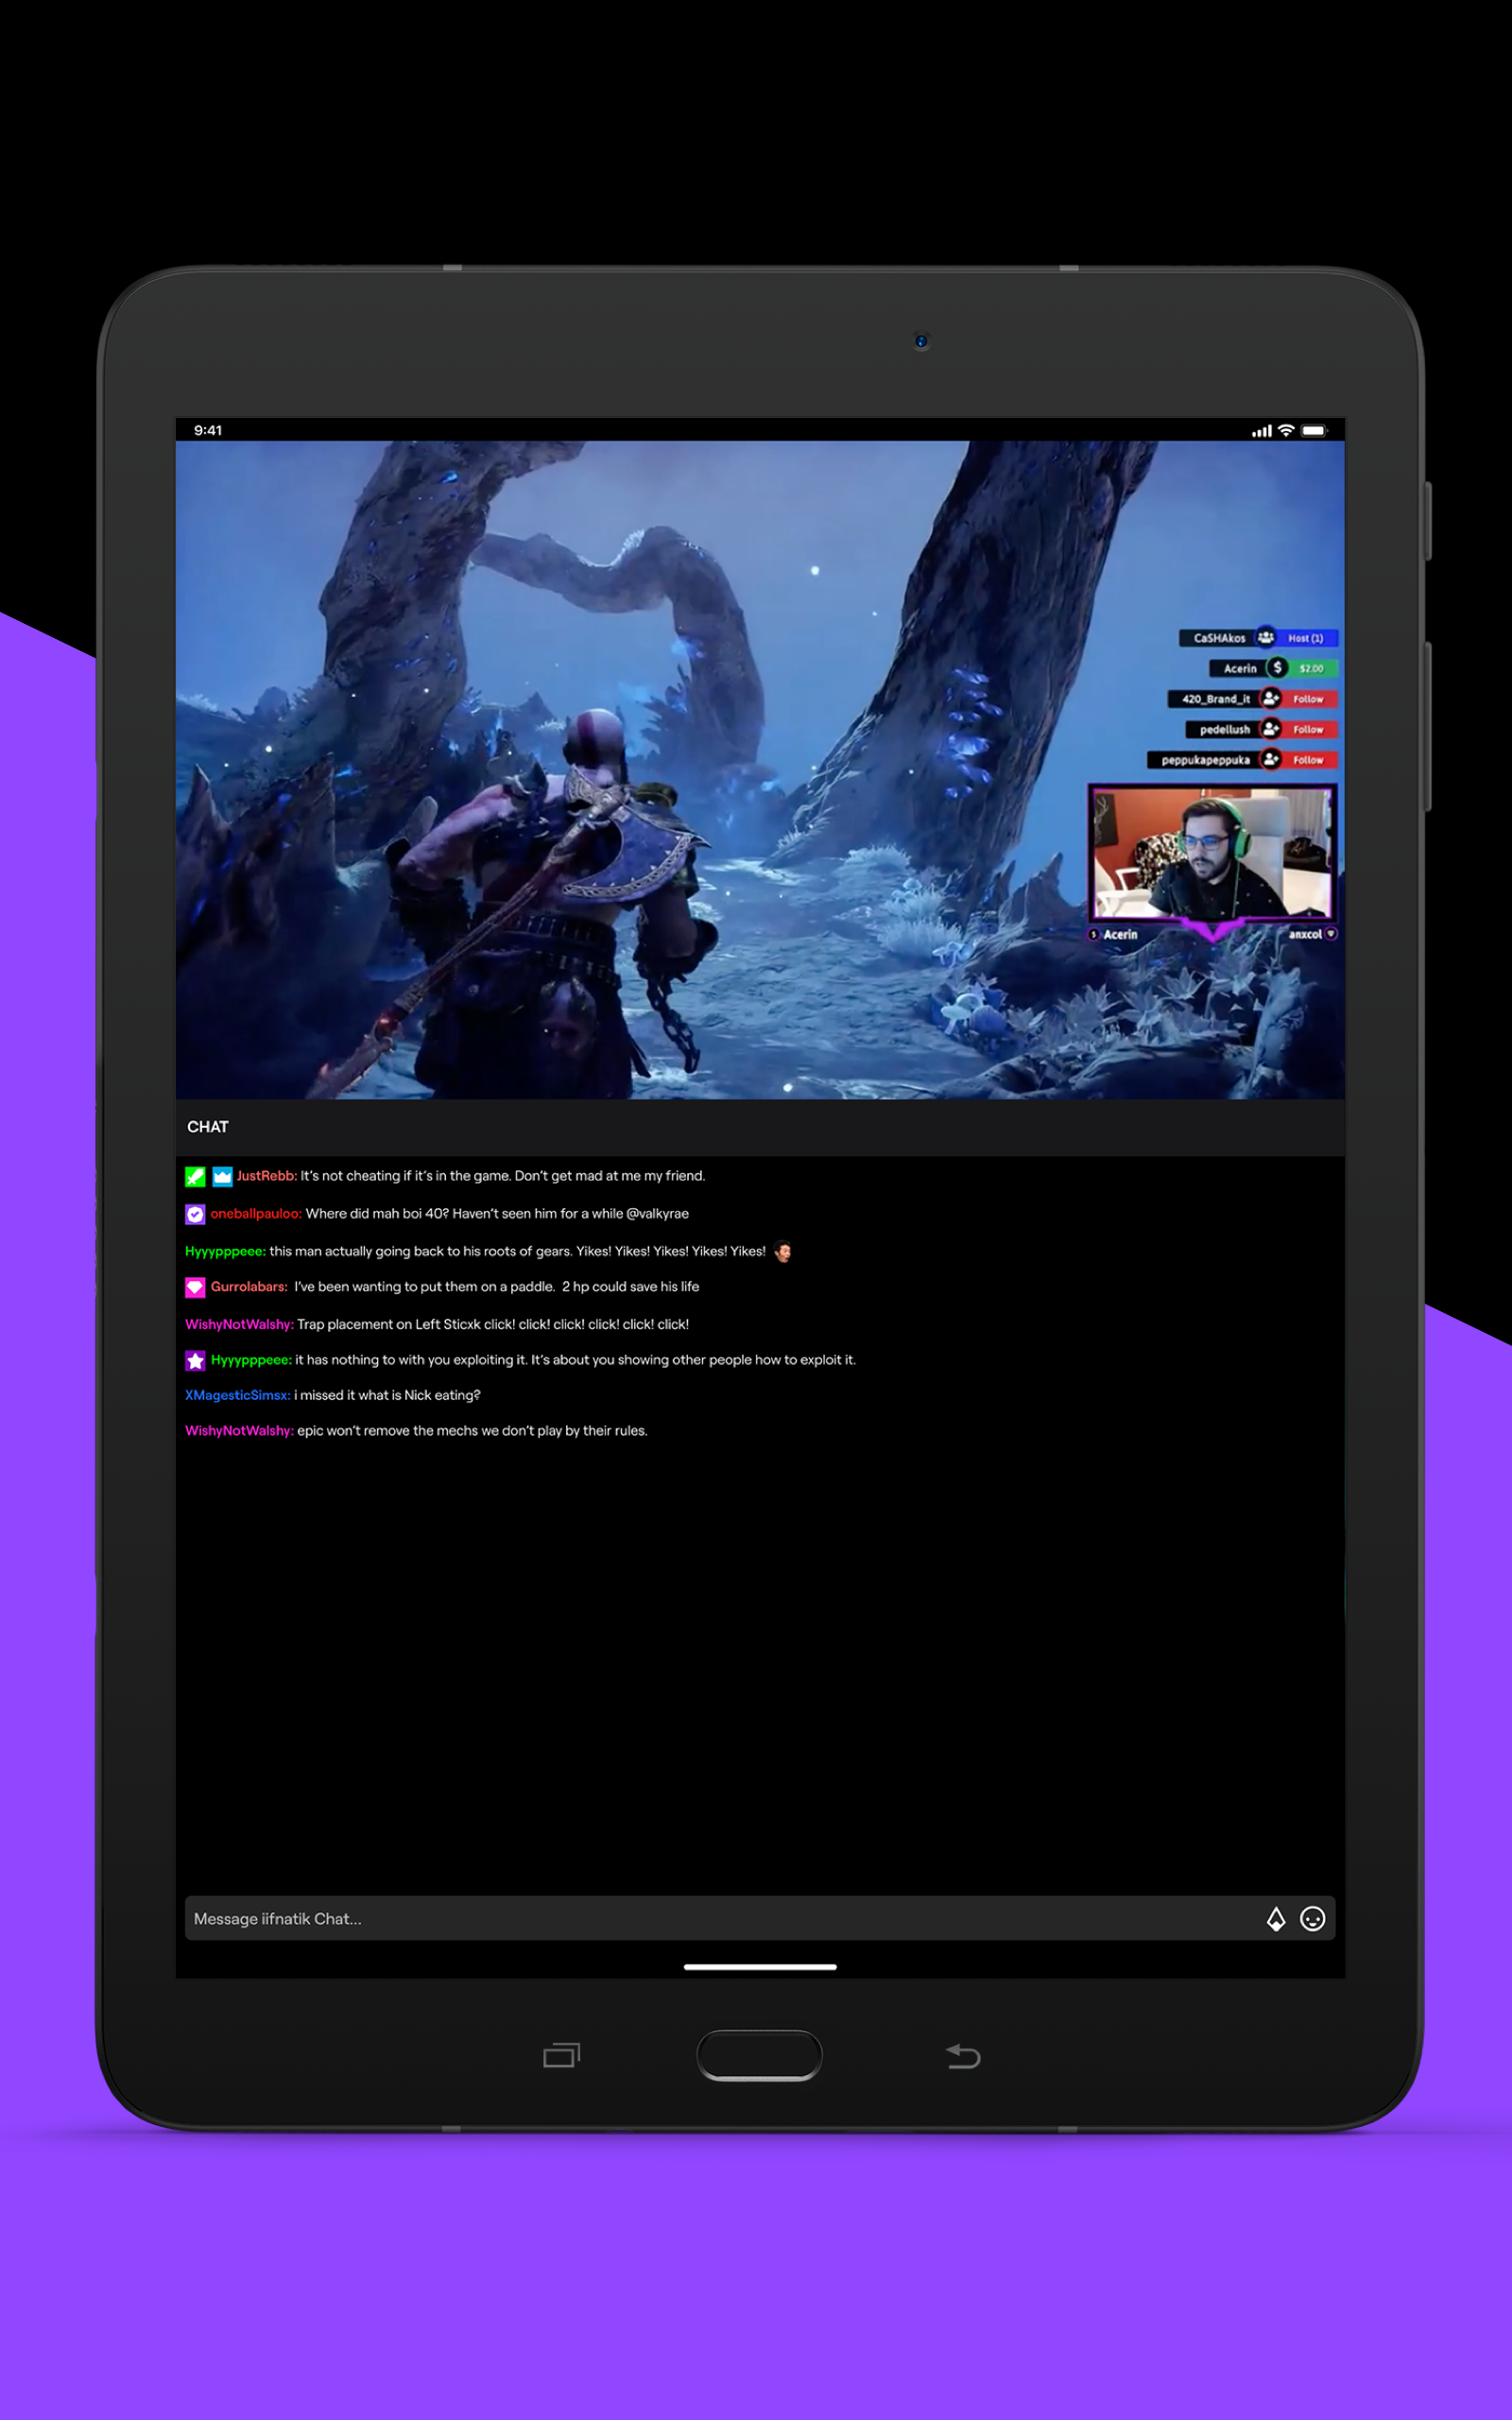 9:41
CaSHAkos Host (1)
Acerin $ $2.00
420_Brand_it Follow
pedellush Follow
peppukapeppuka Follow
$ Acerin anxcol
CHAT
JustRebb: It's not cheating if it's in the game. Don't get mad at me my friend.
oneballpauloo: Where did mah boi 40? Haven't seen him for a while @valkyrae
Hyyypppeee: this man actually going back to his roots of gears. Yikes! Yikes! Yikes! Yikes! Yikes!
Gurrolabars: I've been wanting to put them on a paddle. 2 hp could save his life
WishyNotWalshy: Trap placement on Left Sticxk click! click! click! click! click! click!
Hyyypppeee: it has nothing to with you exploiting it. It's about you showing other people how to exploit it.
XMagesticSimsx: i missed it what is Nick eating?
WishyNotWalshy: epic won't remove the mechs we don't play by their rules.
Message iifnatik Chat...